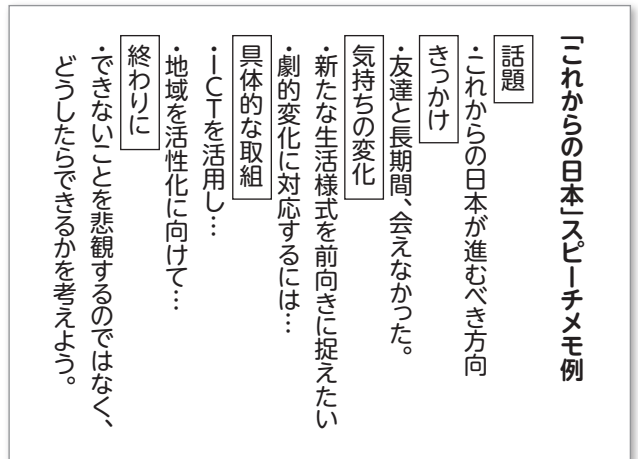 「これからの日本」スピーチメモ例
話題
・これからの日本が進むべき方向
きっかけ
・友達と長期間、会えなかった。
気持ちの変化
・新たな生活様式を前向きに捉えたい
・劇的変化に対応するには…
具体的な取組
・ICTを活用し…
・地域を活性化に向けて…
終わりに
・できないことを悲観するのではなく、
どうしたらできるかを考えよう。